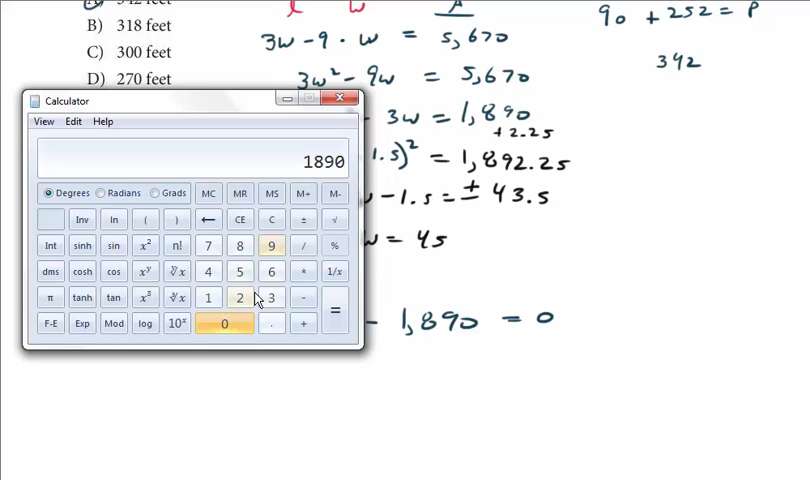 l w A
90 + 252 = P
342 feet
B) 318 feet
3w - 9 · w = 5,670
C) 300 feet
392
D) 270 feet
3w² - 9w = 5,670
Calculator
- 3w = 1,890
View Edit Help
+ 2.25
1890
1.5)² = 1,892.25
Degrees Radians Grads MC MR MS M+ M-
w - 1.5 = ± 43.5
Inv ln ( ) ← CE C ± √
Int sinh sin x² n! 7 8 9 / %
w = 45
dms cosh cos xʸ ʸ√x 4 5 6 * 1/x
π tanh tan x³ ³√x 1 2 3 - =
F-E Exp Mod log 10ˣ 0 . +
- 1,890 = 0